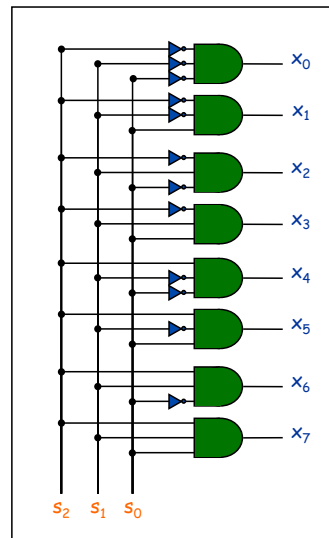 x₀
x₁
x₂
x₃
x₄
x₅
x₆
x₇
s₂ s₁ s₀